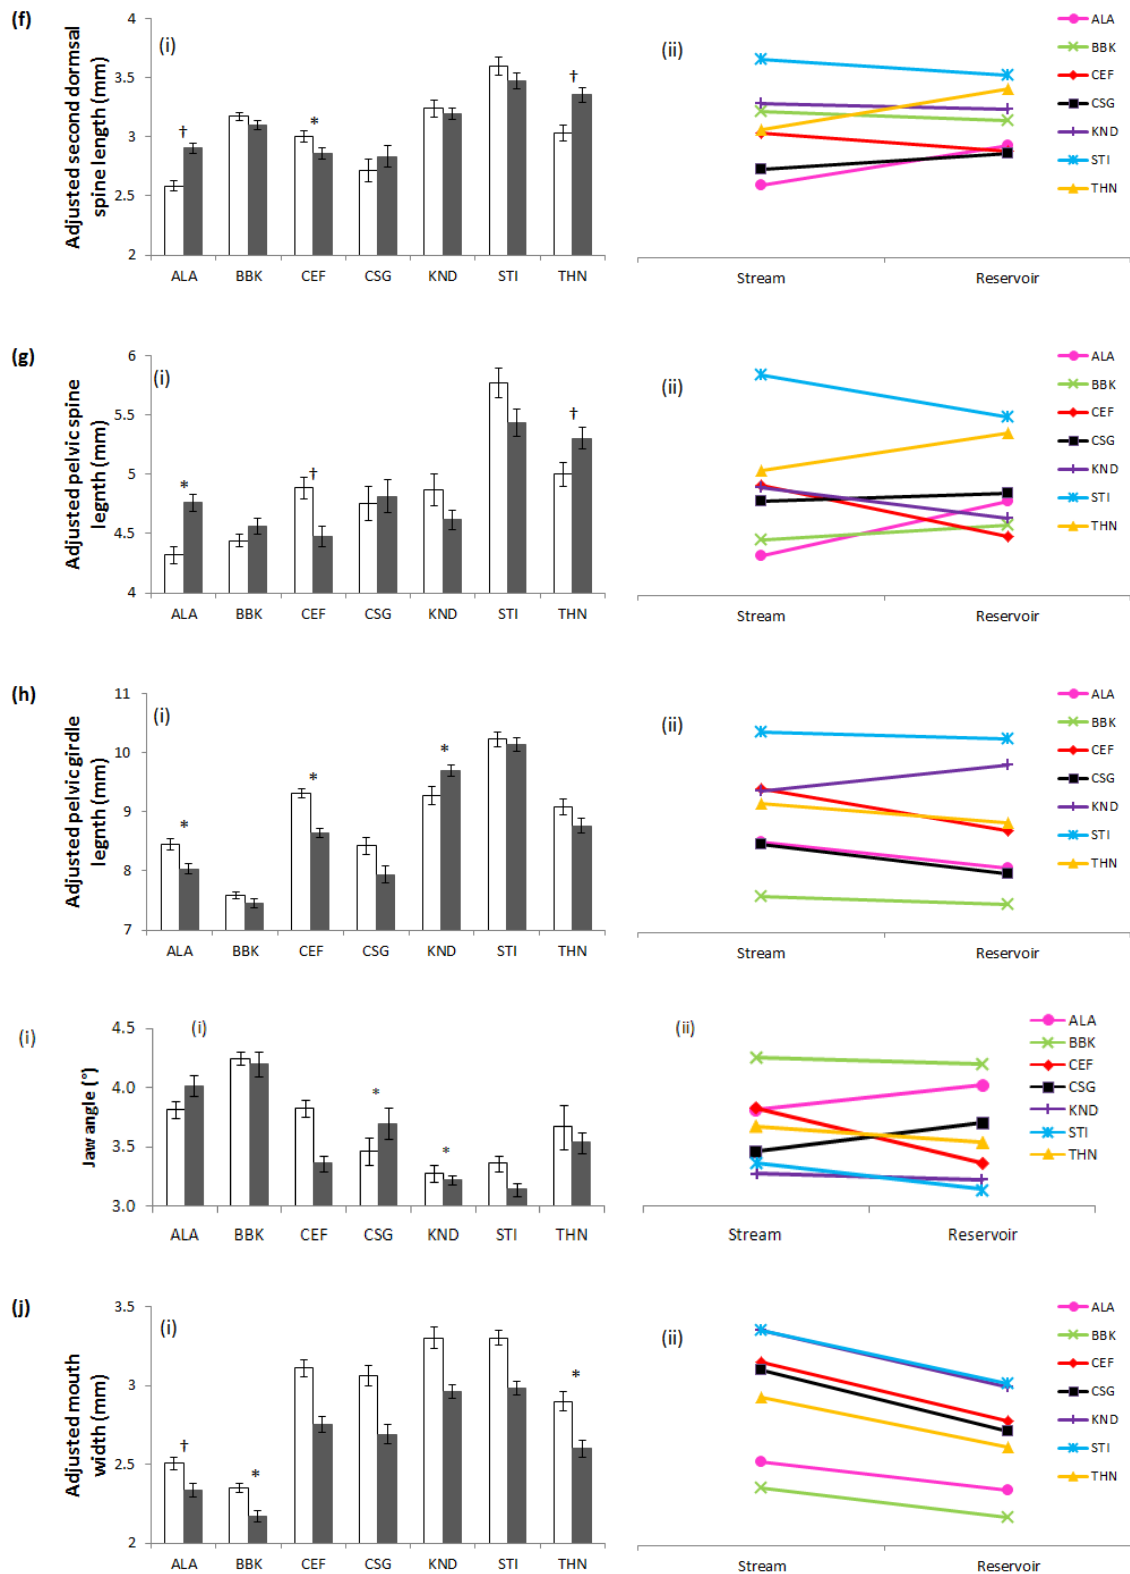 (f)
Adjusted second dormsal
spine length (mm)
4
3.5
3
2.5
2
(i)
†
*
†
ALA BBK CEF CSG KND STI THN
(ii)
Stream Reservoir
ALA
BBK
CEF
CSG
KND
STI
THN
(g)
Adjusted pelvic spine
legnth (mm)
6
5.5
5
4.5
4
(i)
*
†
†
ALA BBK CEF CSG KND STI THN
(ii)
Stream Reservoir
ALA
BBK
CEF
CSG
KND
STI
THN
(h)
Adjusted pelvic girdle
legnth (mm)
11
10
9
8
7
(i)
*
*
*
ALA BBK CEF CSG KND STI THN
(ii)
Stream Reservoir
ALA
BBK
CEF
CSG
KND
STI
THN
(i)
Jaw angle (°)
4.5
4.0
3.5
3.0
(i)
*
*
ALA BBK CEF CSG KND STI THN
(ii)
Stream Reservoir
ALA
BBK
CEF
CSG
KND
STI
THN
(j)
Adjusted mouth
width (mm)
3.5
3
2.5
2
(i)
†
*
*
ALA BBK CEF CSG KND STI THN
(ii)
Stream Reservoir
ALA
BBK
CEF
CSG
KND
STI
THN